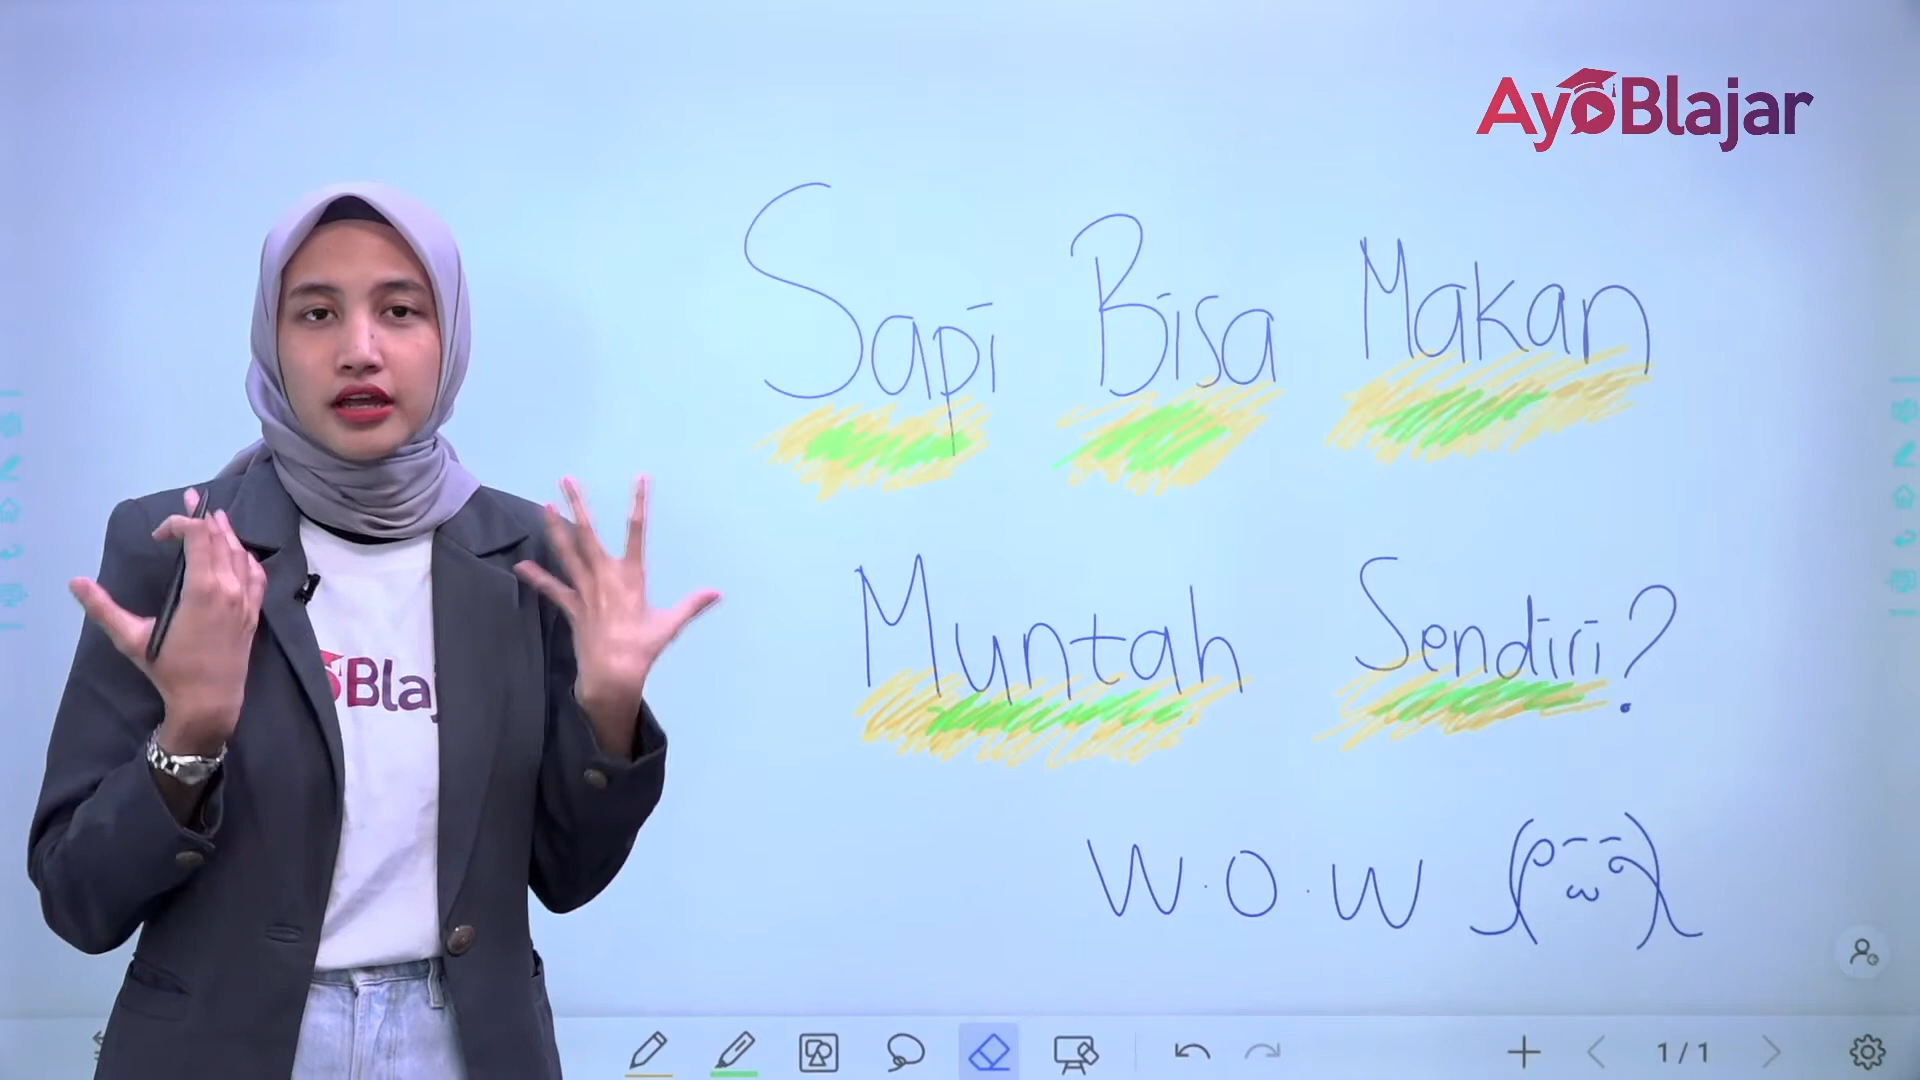 AyoBlajar
Sapi Bisa Makan
Muntah Sendiri?
W.O.W
Blaj
1/1